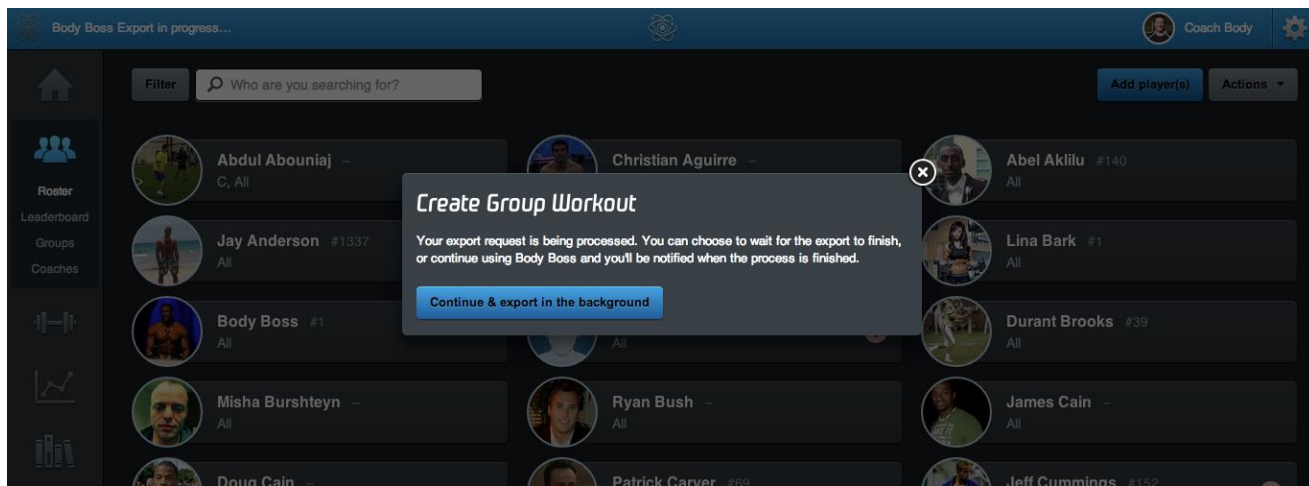 Body Boss Export in progress...
Coach Body
Filter
Who are you searching for?
Add player(s)
Actions
Roster
Leaderboard
Groups
Coaches
Abdul Abouniaj –
C, All
Christian Aguirre –
Abel Aklilu #140
All
Create Group Workout
Your export request is being processed. You can choose to wait for the export to finish,
or continue using Body Boss and you'll be notified when the process is finished.
Continue & export in the background
Jay Anderson #1337
All
Lina Bark #1
All
Body Boss #1
All
All
Durant Brooks #39
All
Misha Burshteyn –
All
Ryan Bush –
All
James Cain –
All
Doug Cain –
Patrick Carver #69
Jeff Cummings #152